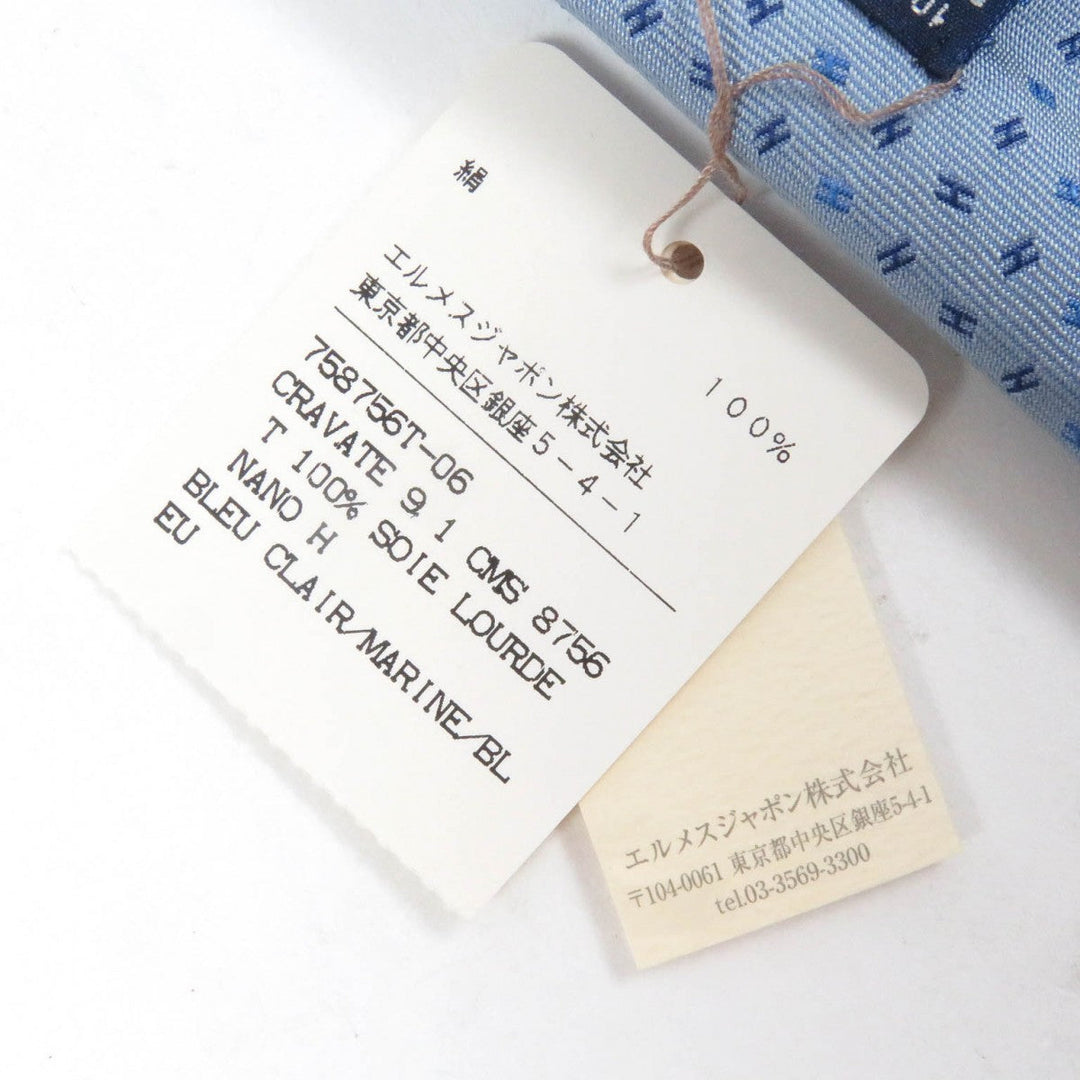 絹 100%
エルメスジャポン株式会社
東京都中央区銀座5-4-1
758756T-06
CRAVATE 9,1 CMS 8756
T 100% SOIE LOURDE
NANO H
BLEU CLAIR/MARINE/BL
EU
エルメスジャポン株式会社
〒104-0061 東京都中央区銀座5-4-1
tel.03-3569-3300